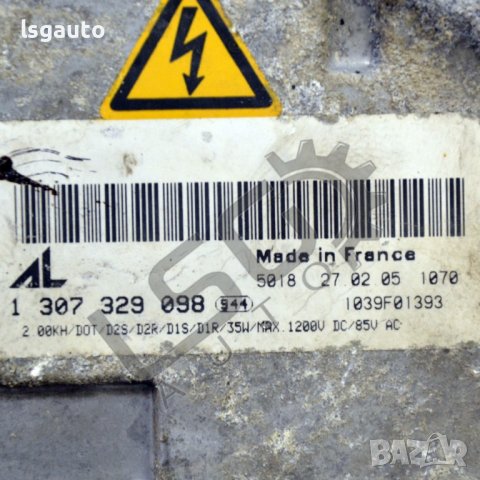 lsgauto
Made in France
AL
5018 27.02.05 1070
1 307 329 098 944
1039F01393
2 00KH/DOT/D2S/D2R/D1S/D1R/35W/MAX.1200V DC/85V AC
BAZAR